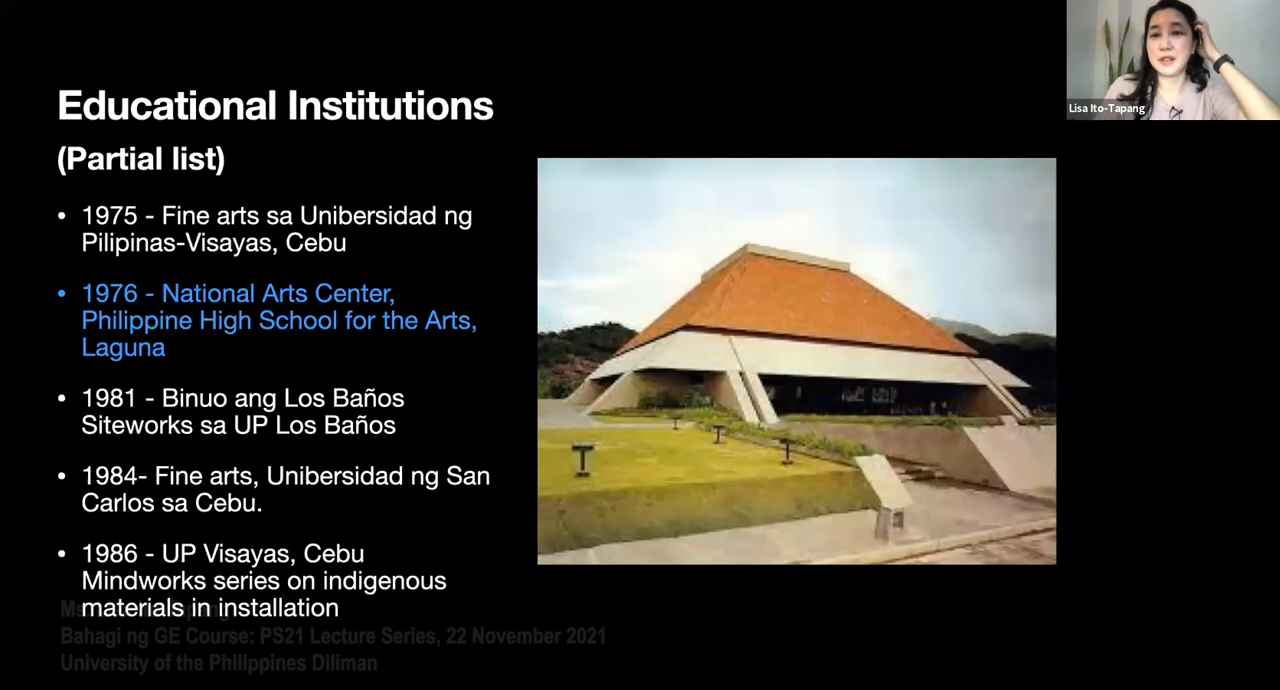 Lisa Ito-Tapang
Educational Institutions
(Partial list)
• 1975 - Fine arts sa Unibersidad ng
Pilipinas-Visayas, Cebu
• 1976 - National Arts Center,
Philippine High School for the Arts,
Laguna
• 1981 - Binuo ang Los Baños
Siteworks sa UP Los Baños
• 1984- Fine arts, Unibersidad ng San
Carlos sa Cebu.
• 1986 - UP Visayas, Cebu
Mindworks series on indigenous
materials in installation
Bahagi ng GE Course: PS21 Lecture Series, 22 November 2021
University of the Philippines Diliman